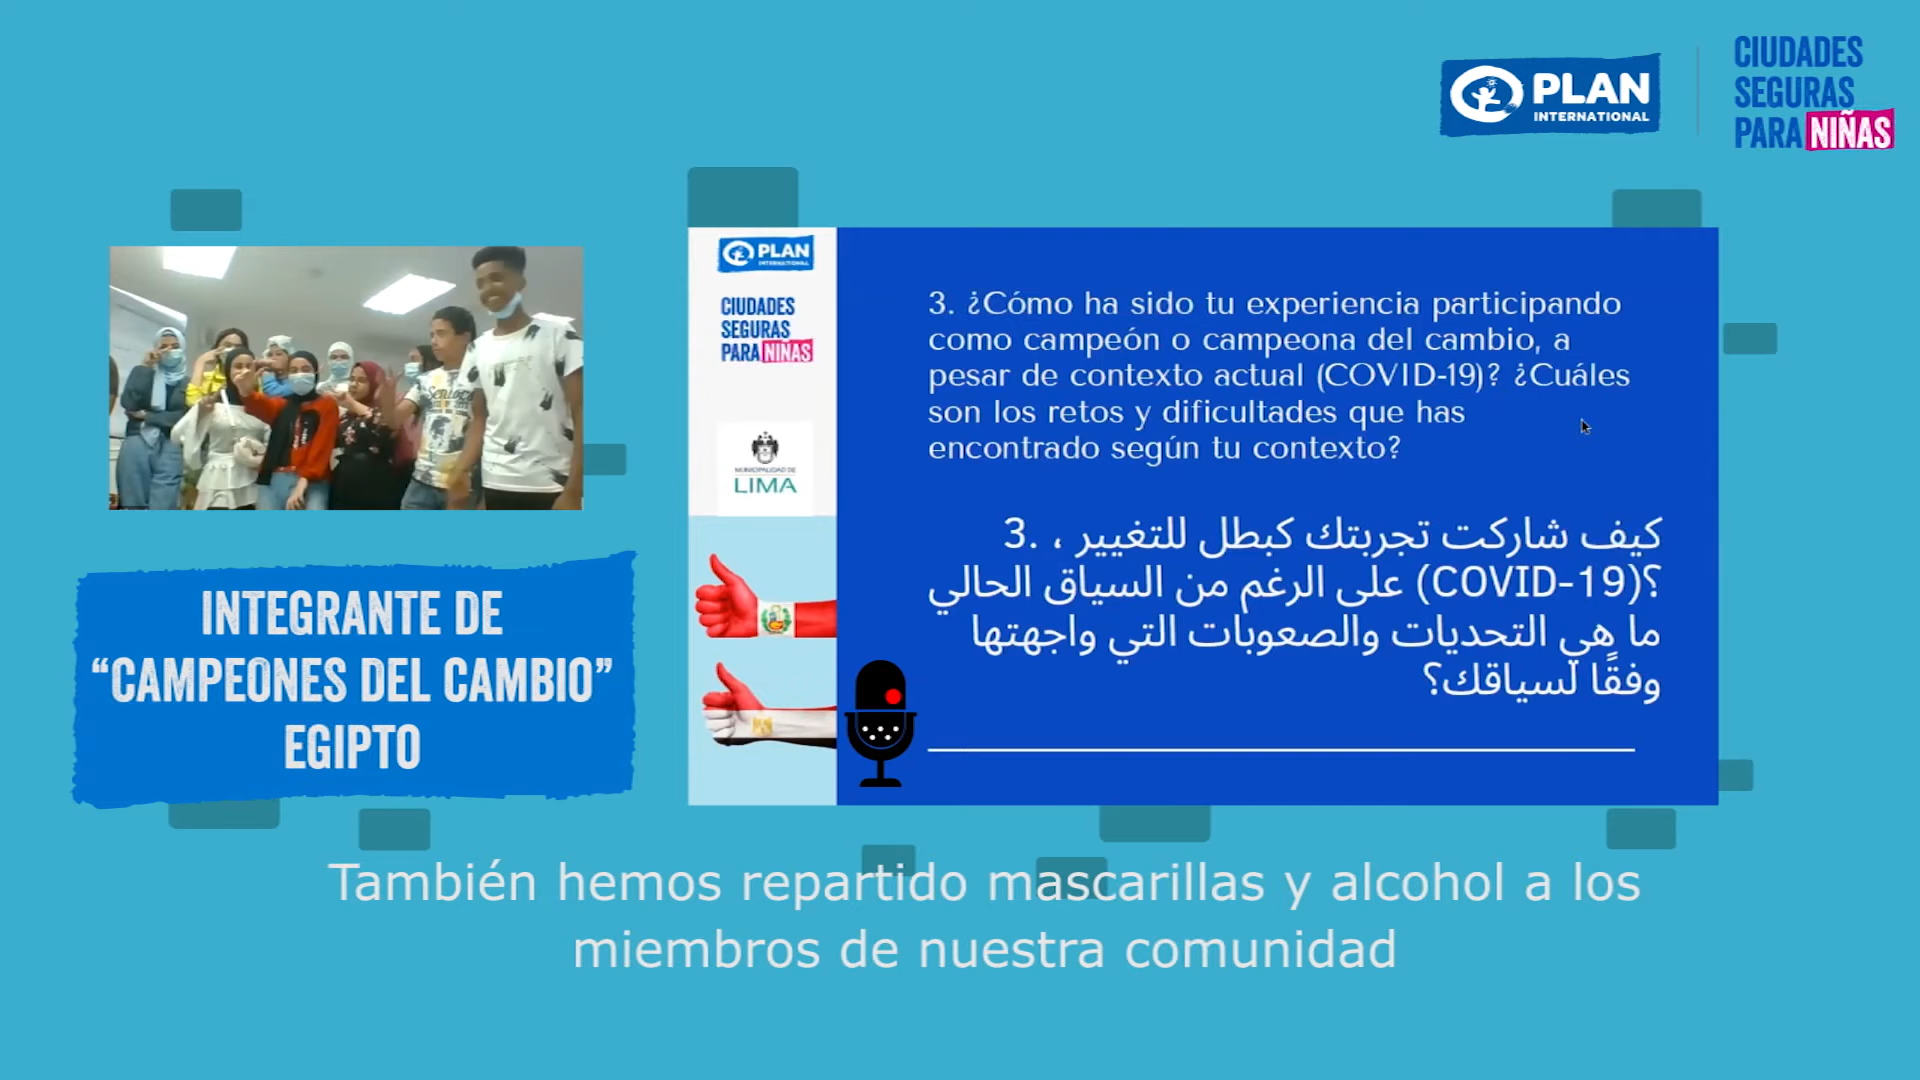 PLAN
INTERNATIONAL
CIUDADES
SEGURAS
PARA NIÑAS
PLAN
INTERNATIONAL
CIUDADES
SEGURAS
PARA NIÑAS
MUNICIPALIDAD DE
LIMA
3. ¿Cómo ha sido tu experiencia participando
como campeón o campeona del cambio, a
pesar de contexto actual (COVID-19)? ¿Cuáles
son los retos y dificultades que has
encontrado según tu contexto?
كيف شاركت تجربتك كبطل للتغيير ، .3
؟(COVID-19) على الرغم من السياق الحالي
ما هي التحديات والصعوبات التي واجهتها
وفقًا لسياقك؟
INTEGRANTE DE
“CAMPEONES DEL CAMBIO”
EGIPTO
También hemos repartido mascarillas y alcohol a los
miembros de nuestra comunidad